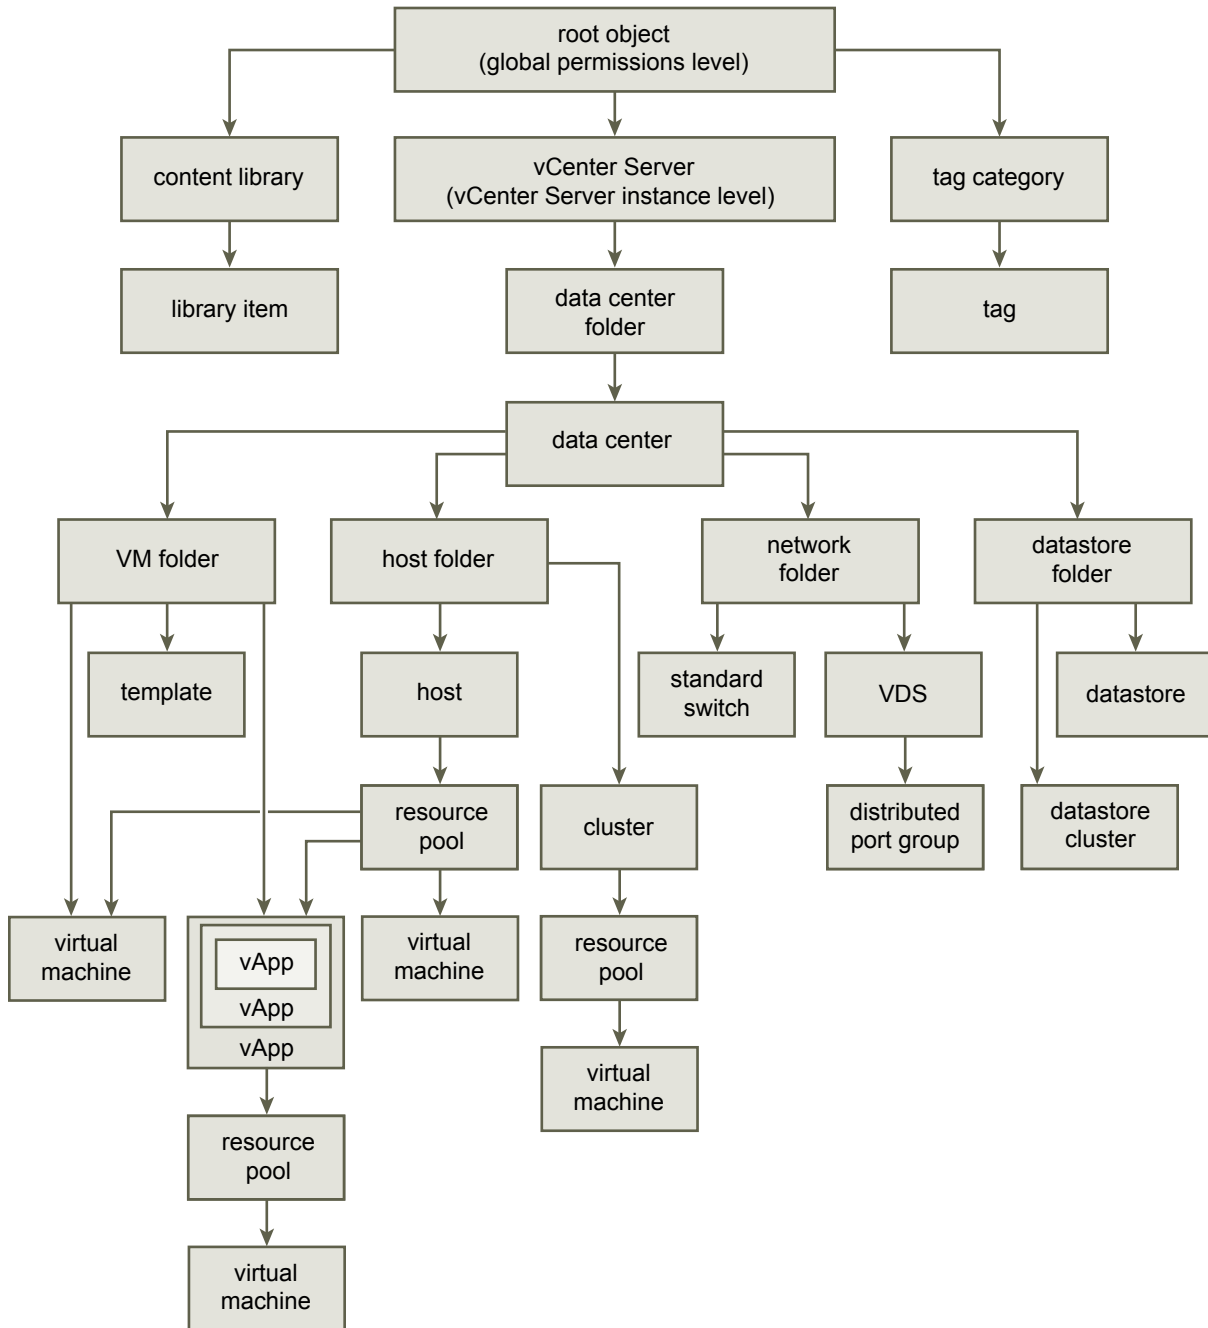 root object
(global permissions level)
content library
vCenter Server
(vCenter Server instance level)
tag category
library item
data center
folder
tag
data center
VM folder
host folder
network
folder
datastore
folder
template
host
standard
switch
VDS
datastore
resource
pool
cluster
distributed
port group
datastore
cluster
virtual
machine
vApp
vApp
vApp
virtual
machine
resource
pool
virtual
machine
resource
pool
virtual
machine